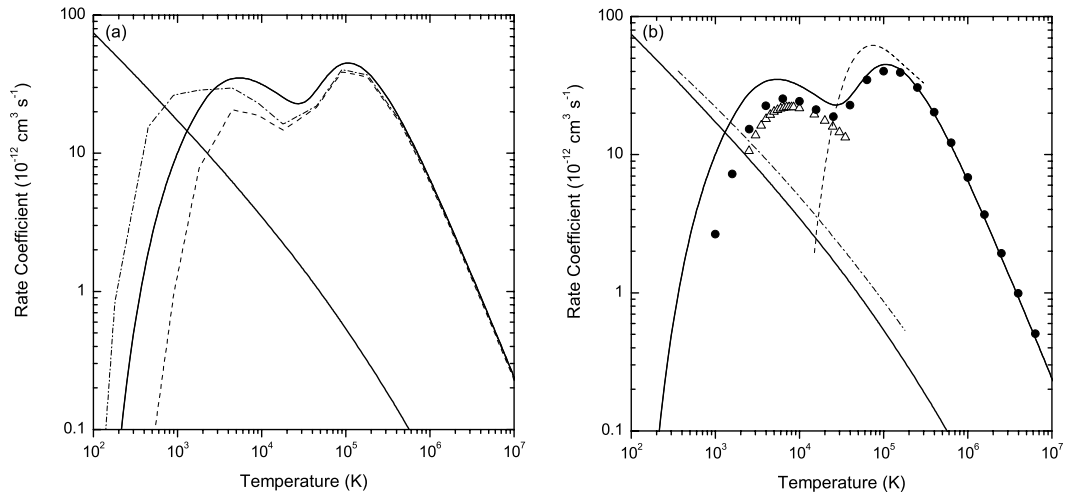 (a)
100
10
1
0.1
10² 10³ 10⁴ 10⁵ 10⁶ 10⁷
Temperature (K)
Rate Coefficient (10⁻¹² cm³ s⁻¹)
(b)
100
10
1
0.1
10² 10³ 10⁴ 10⁵ 10⁶ 10⁷
Temperature (K)
Rate Coefficient (10⁻¹² cm³ s⁻¹)